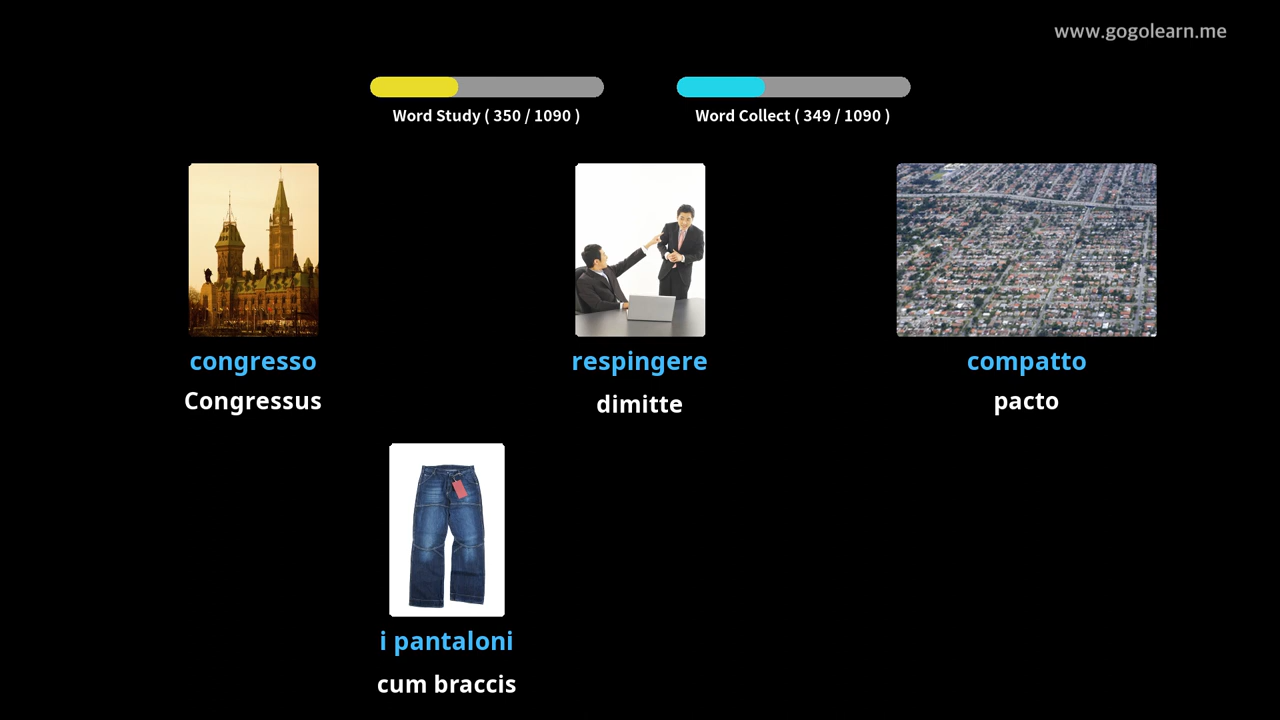 www.gogolearn.me
Word Study ( 350 / 1090 )
Word Collect ( 349 / 1090 )
congresso
Congressus
respingere
dimitte
compatto
pacto
i pantaloni
cum braccis